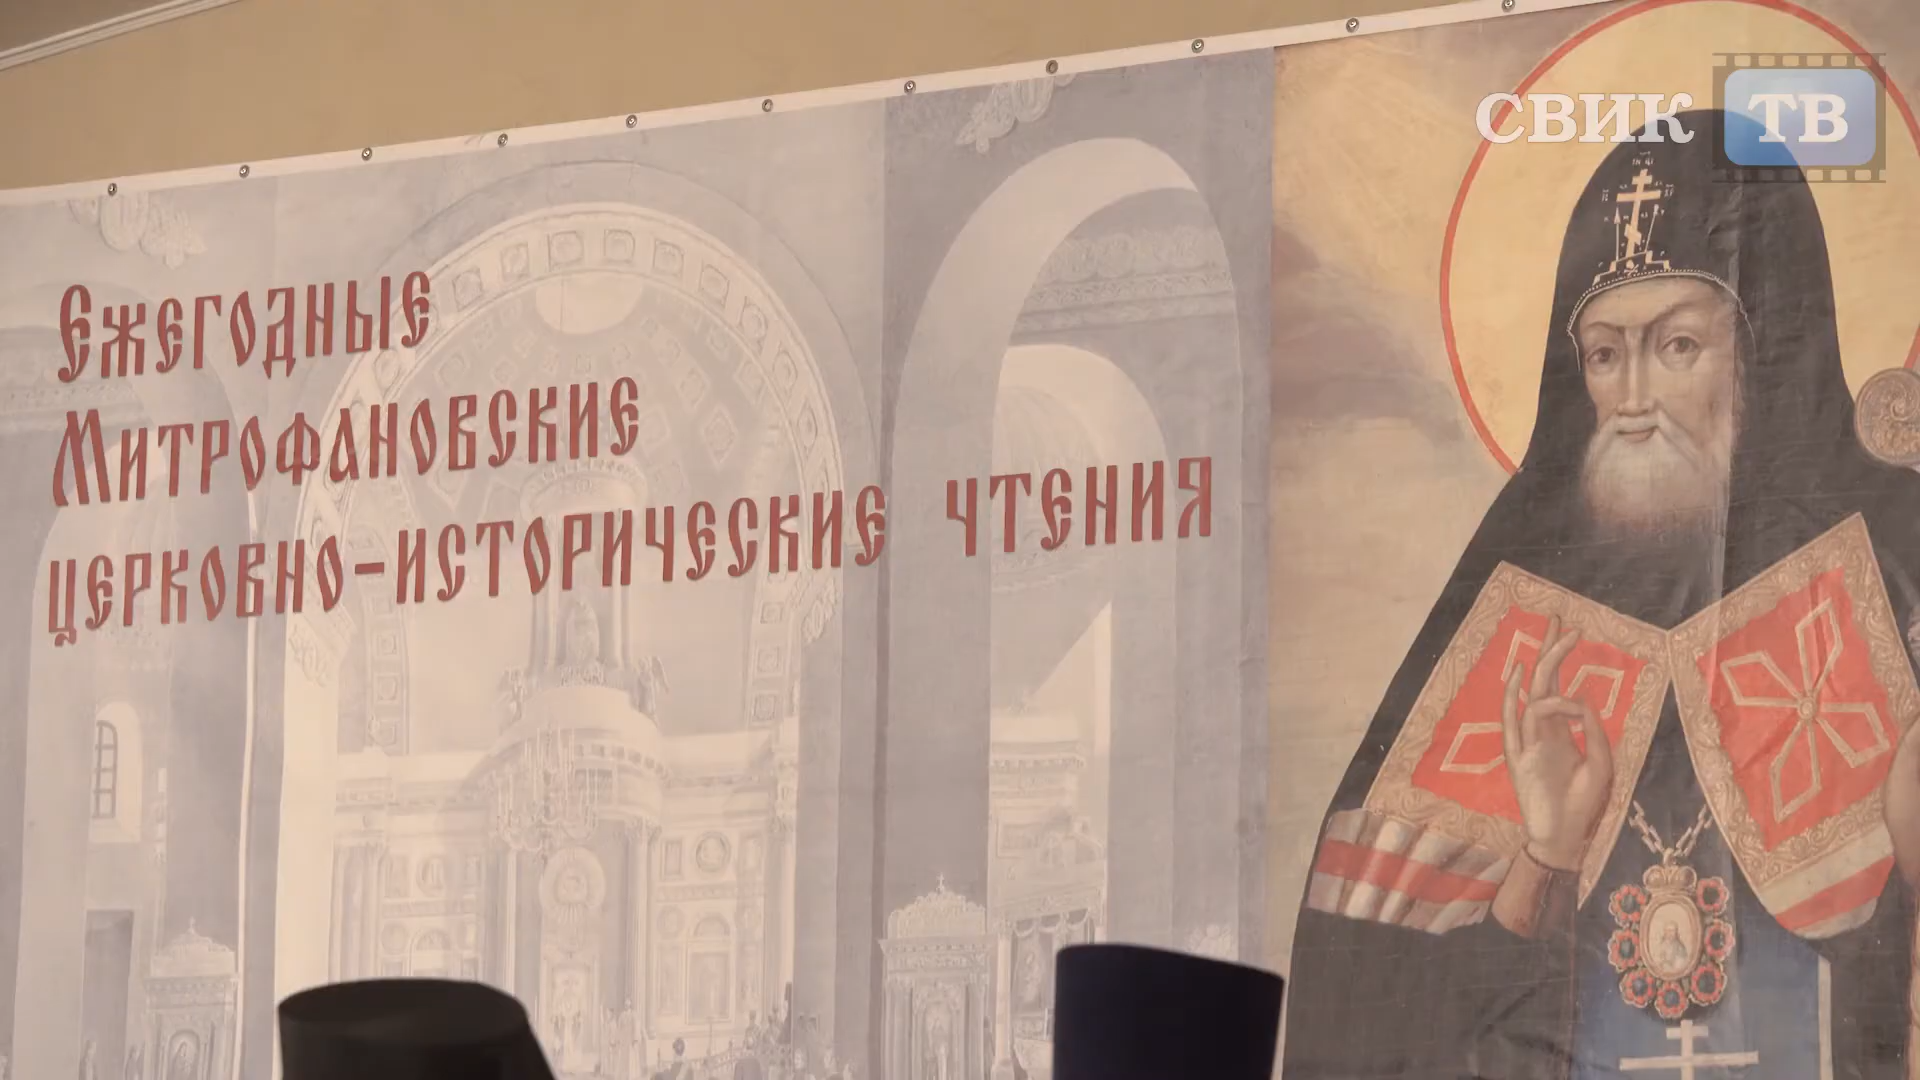 СВИК ТВ
Ежегодные
Митрофановские
церковно-исторические чтения